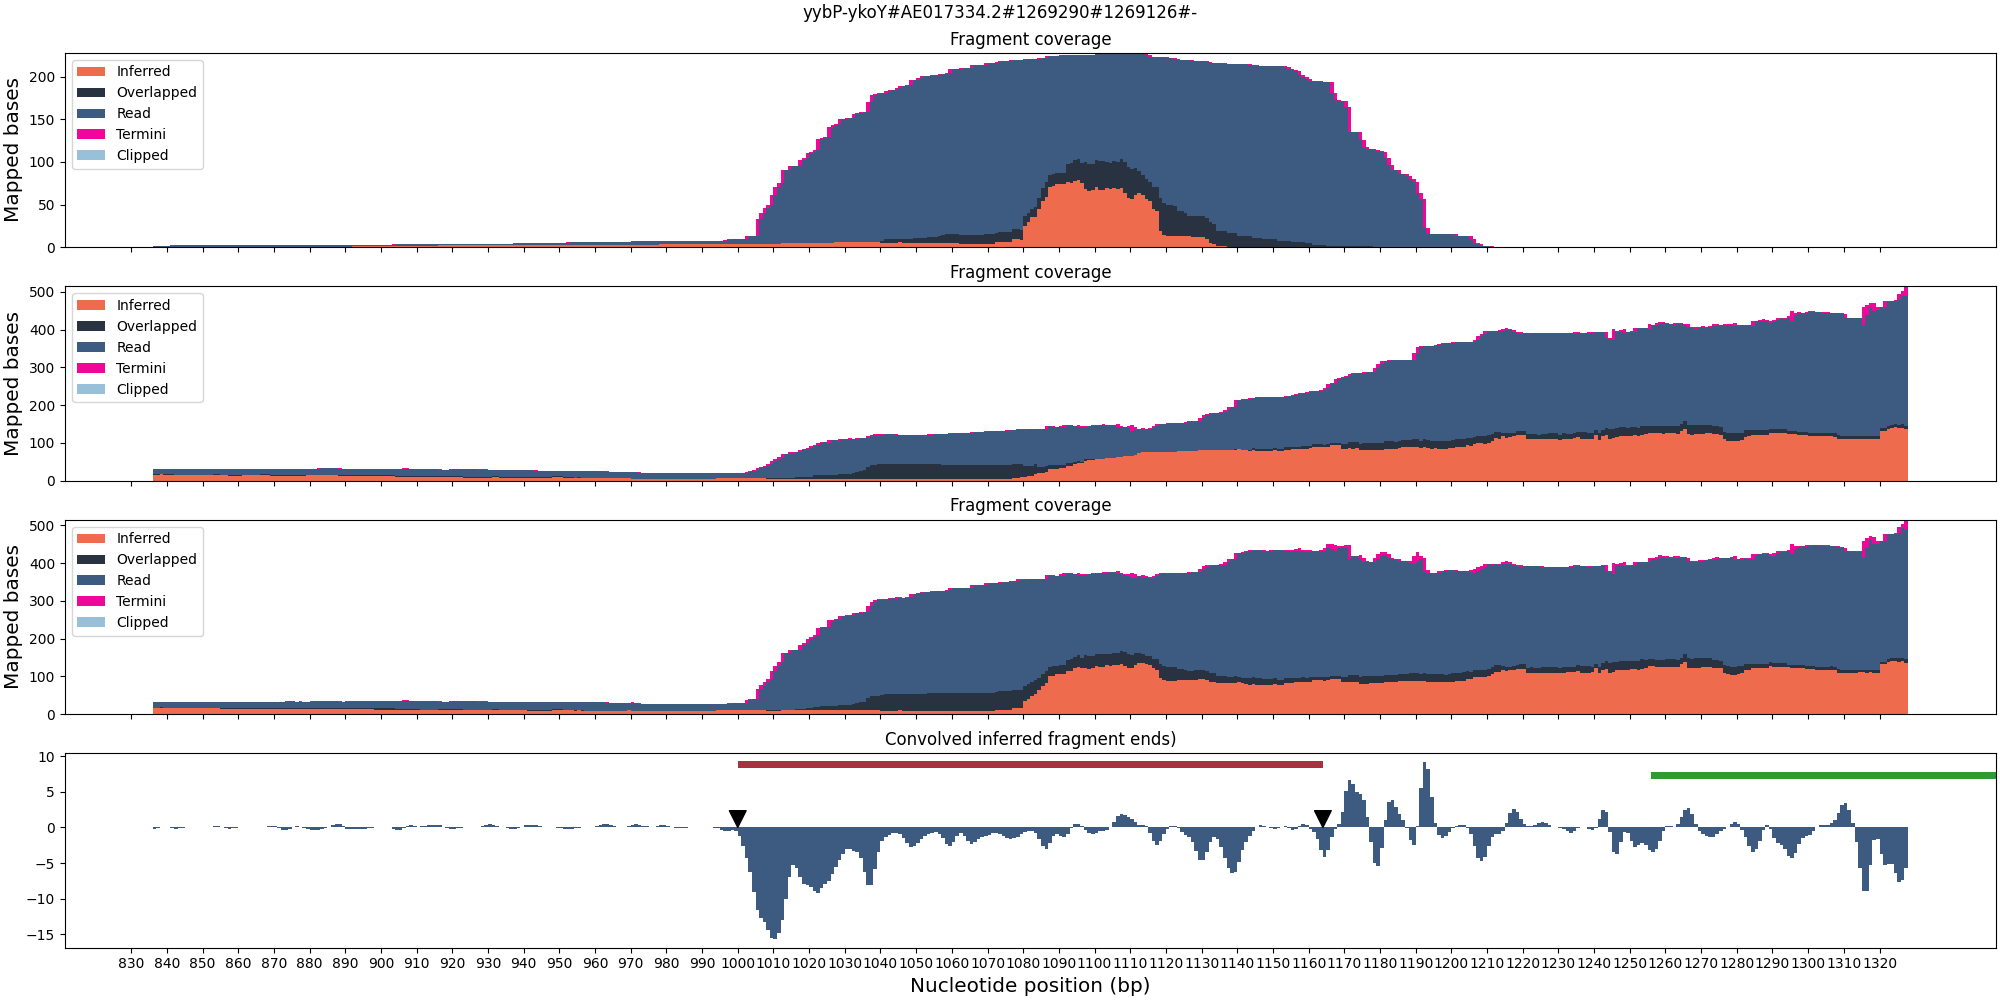 yybP-ykoY#AE017334.2#1269290#1269126#-
Fragment coverage
Mapped bases
200
150
100
50
0
Inferred
Overlapped
Read
Termini
Clipped
Fragment coverage
Mapped bases
500
400
300
200
100
0
Inferred
Overlapped
Read
Termini
Clipped
Fragment coverage
Mapped bases
500
400
300
200
100
0
Inferred
Overlapped
Read
Termini
Clipped
Convolved inferred fragment ends)
10
5
0
−5
−10
−15
830 840 850 860 870 880 890 900 910 920 930 940 950 960 970 980 990 1000 1010 1020 1030 1040 1050 1060 1070 1080 1090 1100 1110 1120 1130 1140 1150 1160 1170 1180 1190 1200 1210 1220 1230 1240 1250 1260 1270 1280 1290 1300 1310 1320
Nucleotide position (bp)